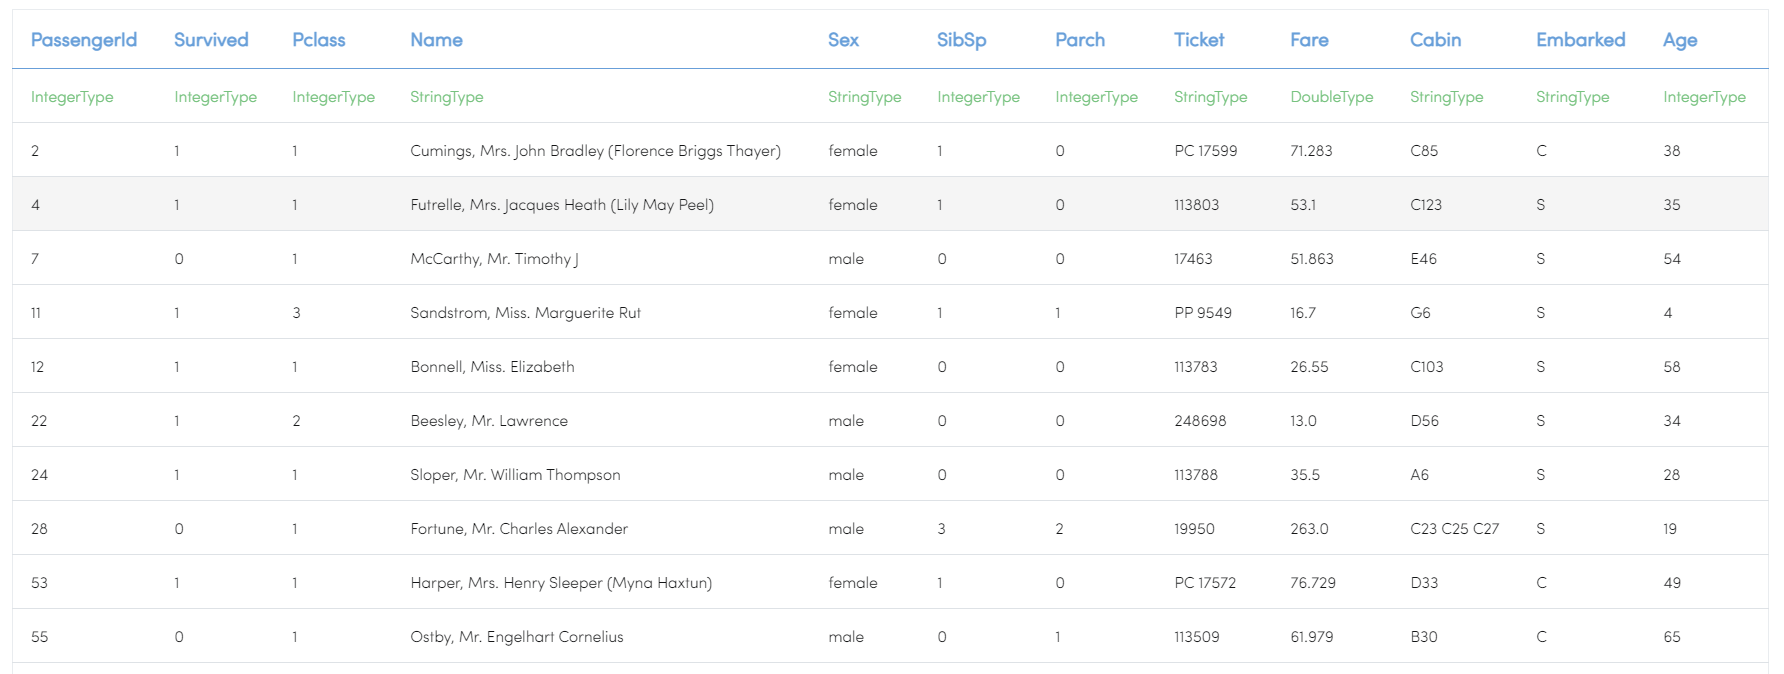 PassengerId Survived Pclass Name Sex SibSp Parch Ticket Fare Cabin Embarked Age
IntegerType IntegerType IntegerType StringType StringType IntegerType IntegerType StringType DoubleType StringType StringType IntegerType
2 1 1 Cumings, Mrs. John Bradley (Florence Briggs Thayer) female 1 0 PC 17599 71.283 C85 C 38
4 1 1 Futrelle, Mrs. Jacques Heath (Lily May Peel) female 1 0 113803 53.1 C123 S 35
7 0 1 McCarthy, Mr. Timothy J male 0 0 17463 51.863 E46 S 54
11 1 3 Sandstrom, Miss. Marguerite Rut female 1 1 PP 9549 16.7 G6 S 4
12 1 1 Bonnell, Miss. Elizabeth female 0 0 113783 26.55 C103 S 58
22 1 2 Beesley, Mr. Lawrence male 0 0 248698 13.0 D56 S 34
24 1 1 Sloper, Mr. William Thompson male 0 0 113788 35.5 A6 S 28
28 0 1 Fortune, Mr. Charles Alexander male 3 2 19950 263.0 C23 C25 C27 S 19
53 1 1 Harper, Mrs. Henry Sleeper (Myna Haxtun) female 1 0 PC 17572 76.729 D33 C 49
55 0 1 Ostby, Mr. Engelhart Cornelius male 0 1 113509 61.979 B30 C 65